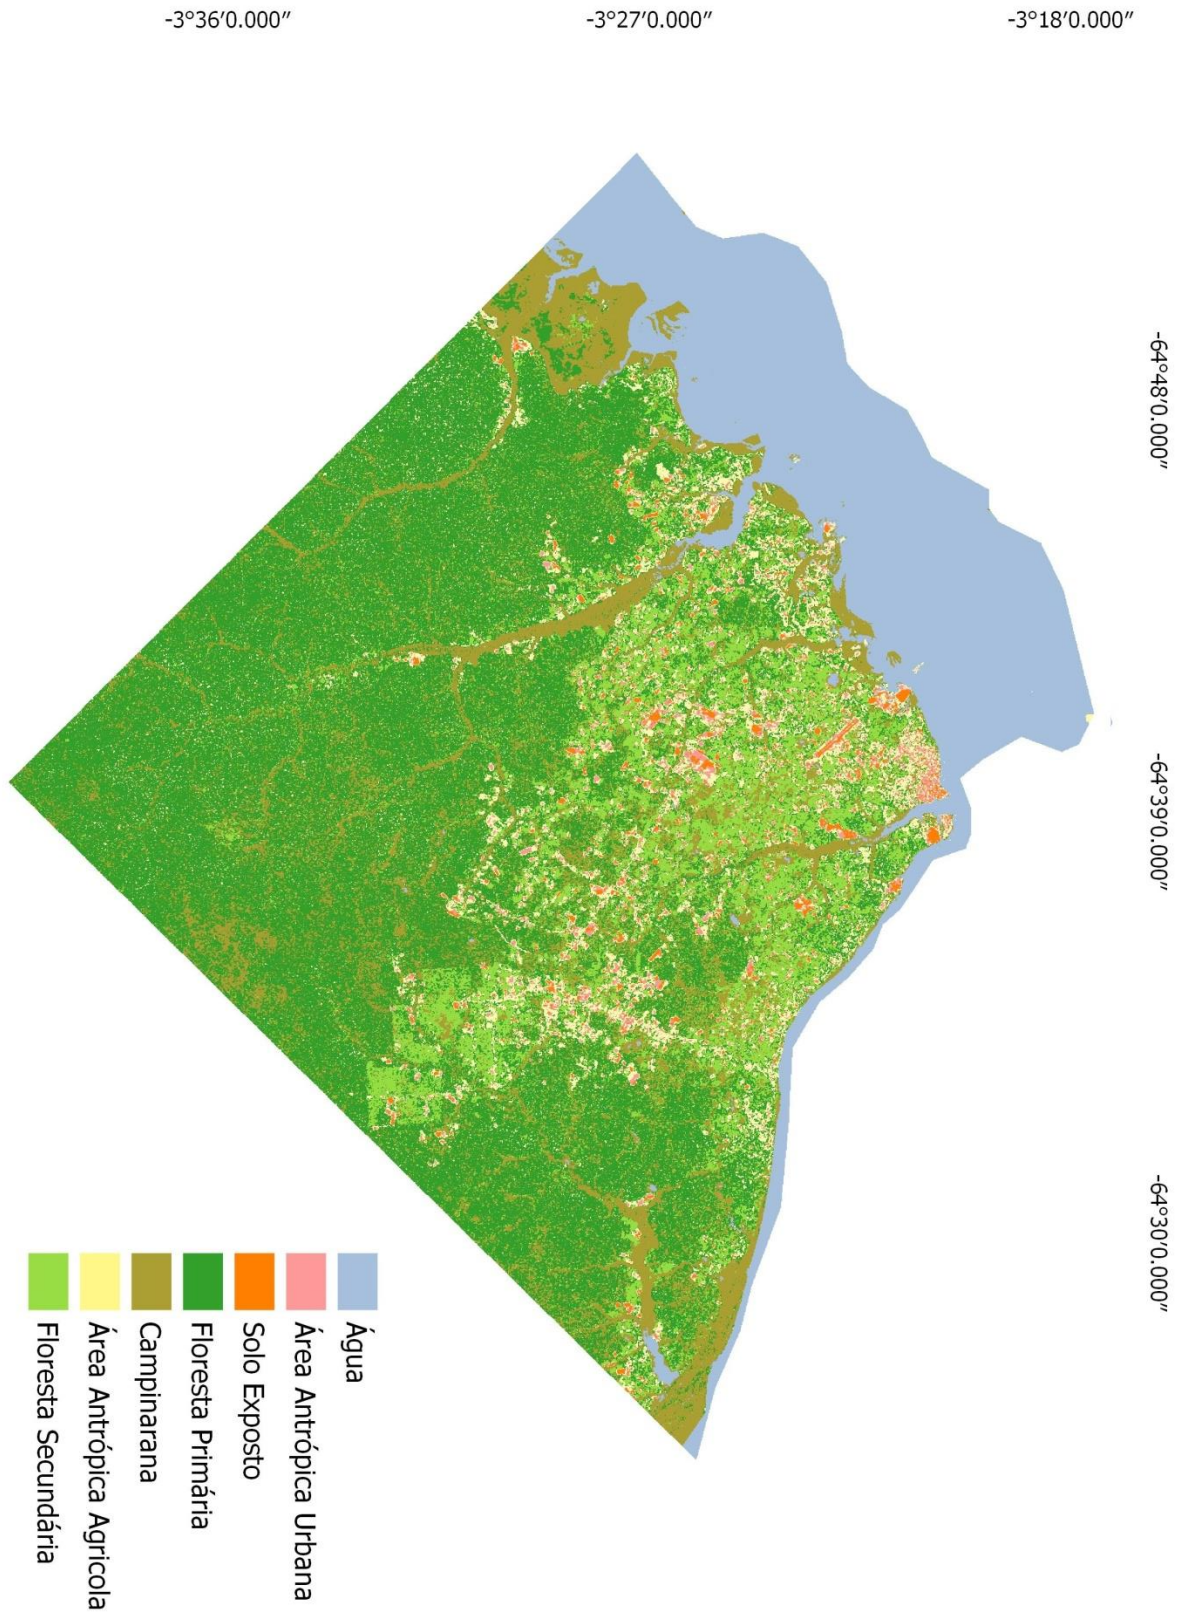 -3°36'0.000"
-3°27'0.000"
-3°18'0.000"
-64°48'0.000"
-64°39'0.000"
-64°30'0.000"
Água
Área Antrópica Urbana
Solo Exposto
Floresta Primária
Campinarana
Área Antrópica Agricola
Floresta Secundária